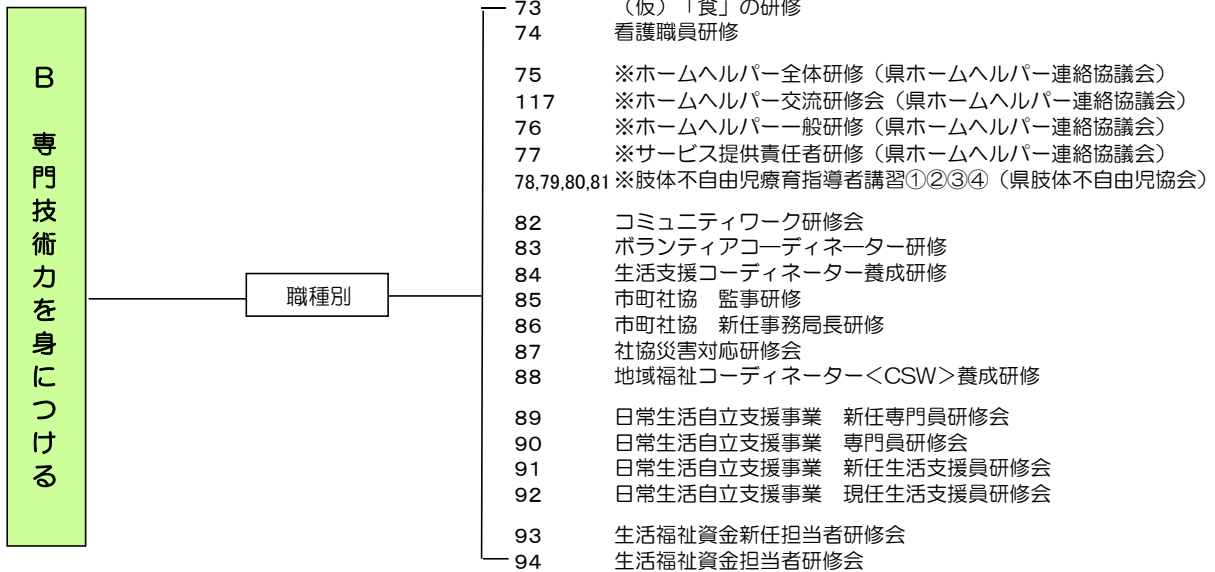 B 専門技術力を身につける
職種別
73 （仮）「食」の研修
74 看護職員研修
75 ※ホームヘルパー全体研修（県ホームヘルパー連絡協議会）
117 ※ホームヘルパー交流研修会（県ホームヘルパー連絡協議会）
76 ※ホームヘルパー一般研修（県ホームヘルパー連絡協議会）
77 ※サービス提供責任者研修（県ホームヘルパー連絡協議会）
78,79,80,81 ※肢体不自由児療育指導者講習①②③④（県肢体不自由児協会）
82 コミュニティワーク研修会
83 ボランティアコーディネーター研修
84 生活支援コーディネーター養成研修
85 市町社協　監事研修
86 市町社協　新任事務局長研修
87 社協災害対応研修会
88 地域福祉コーディネーター＜CSW＞養成研修
89 日常生活自立支援事業　新任専門員研修会
90 日常生活自立支援事業　専門員研修会
91 日常生活自立支援事業　新任生活支援員研修会
92 日常生活自立支援事業　現任生活支援員研修会
93 生活福祉資金新任担当者研修会
94 生活福祉資金担当者研修会